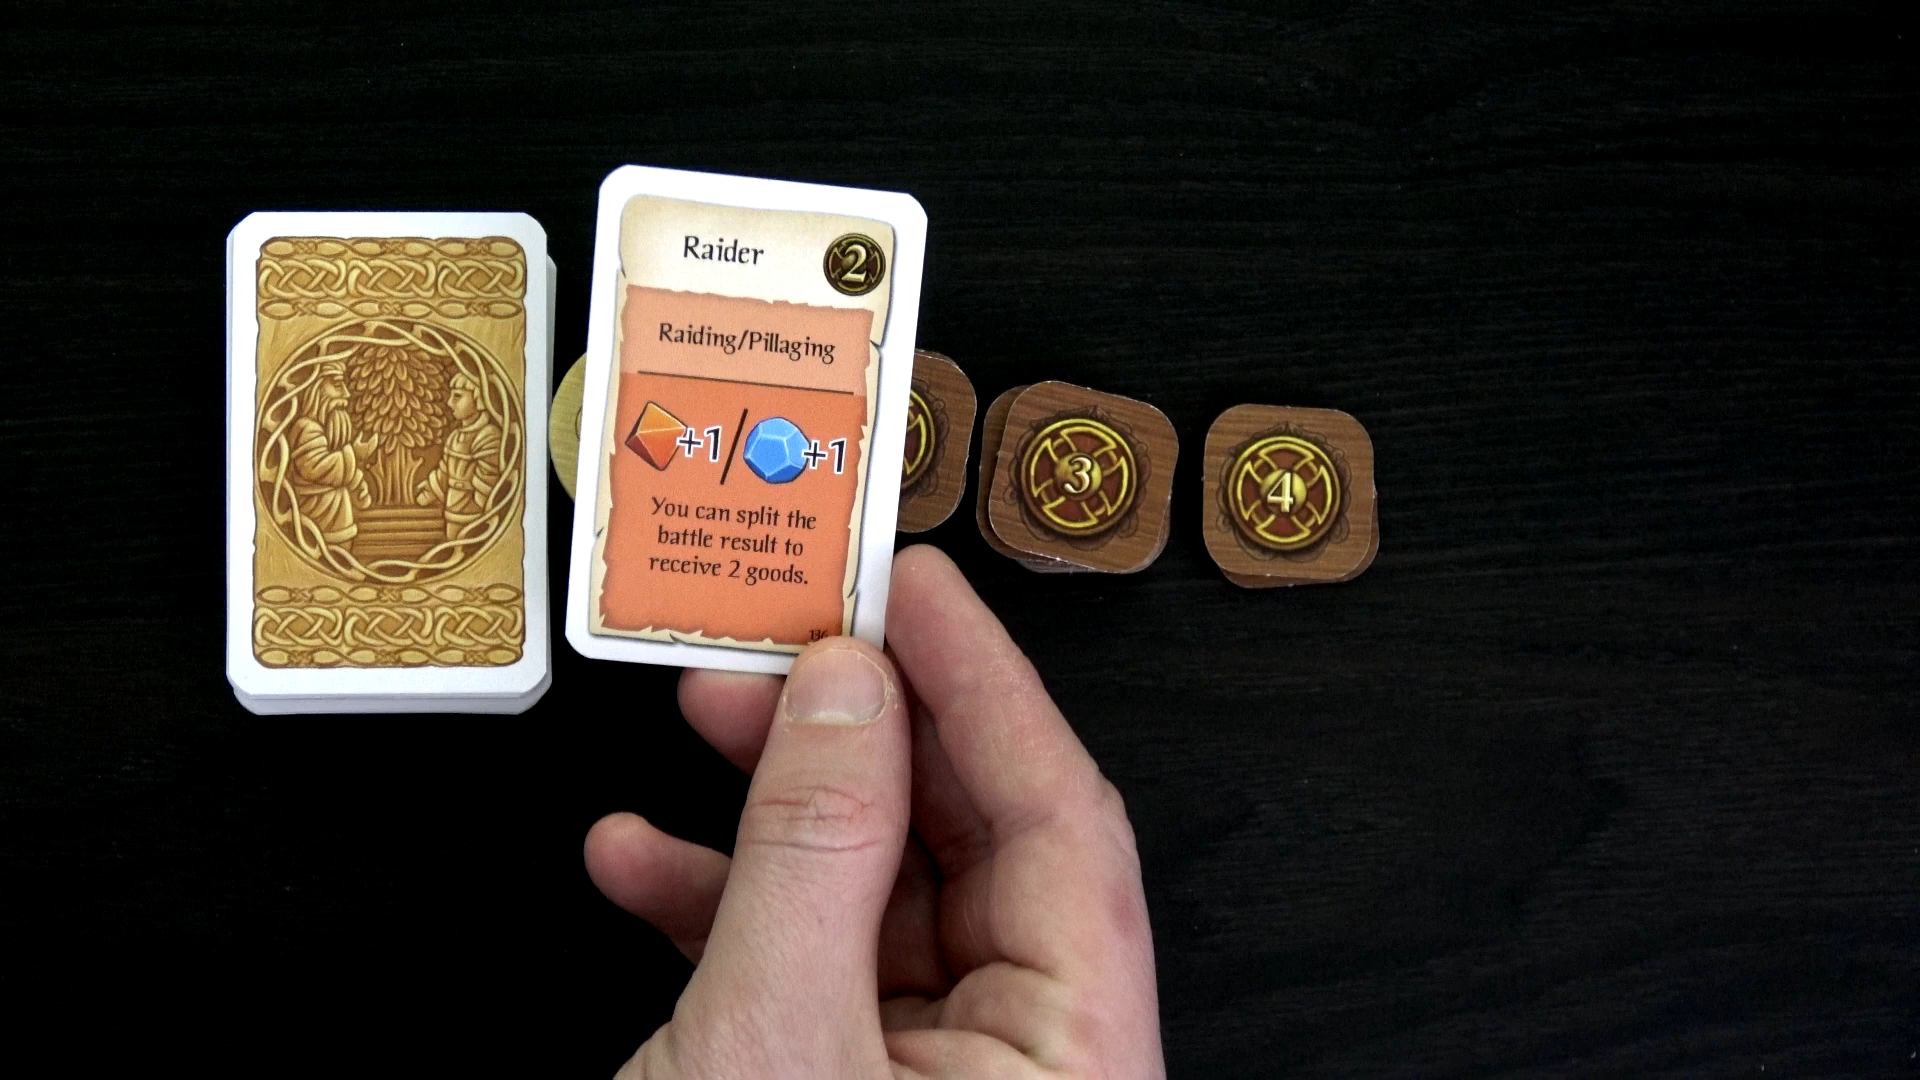 Raider
2
Raiding/Pillaging
+1/ +1
You can split the
battle result to
receive 2 goods.
3
4